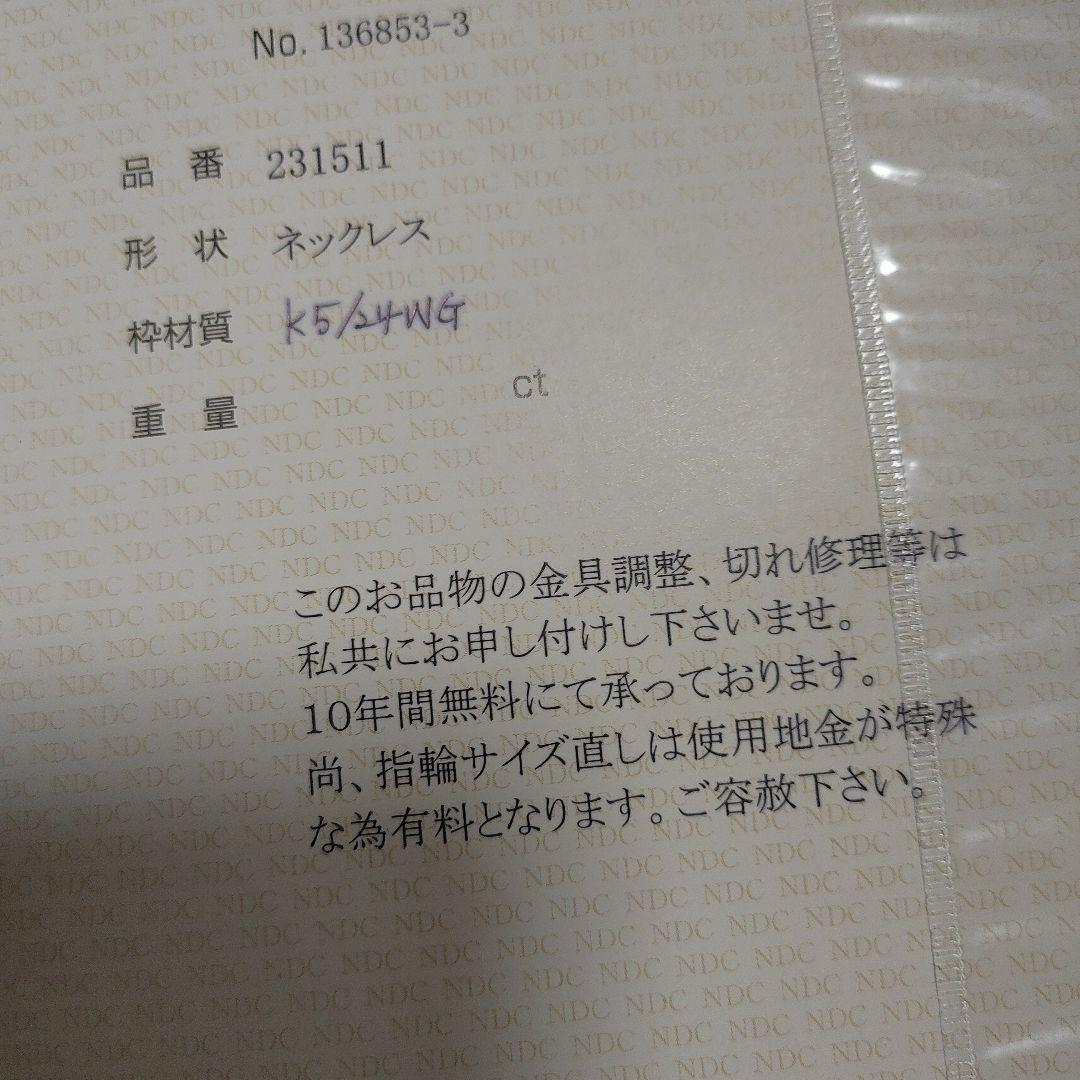 No. 136853-3
品 番 231511
形 状 ネックレス
枠材質 K5/24WG
重 量 ct
このお品物の金具調整、切れ修理等は
私共にお申し付けし下さいませ。
10年間無料にて承っております。
尚、指輪サイズ直しは使用地金が特殊
な為有料となります。ご容赦下さい。